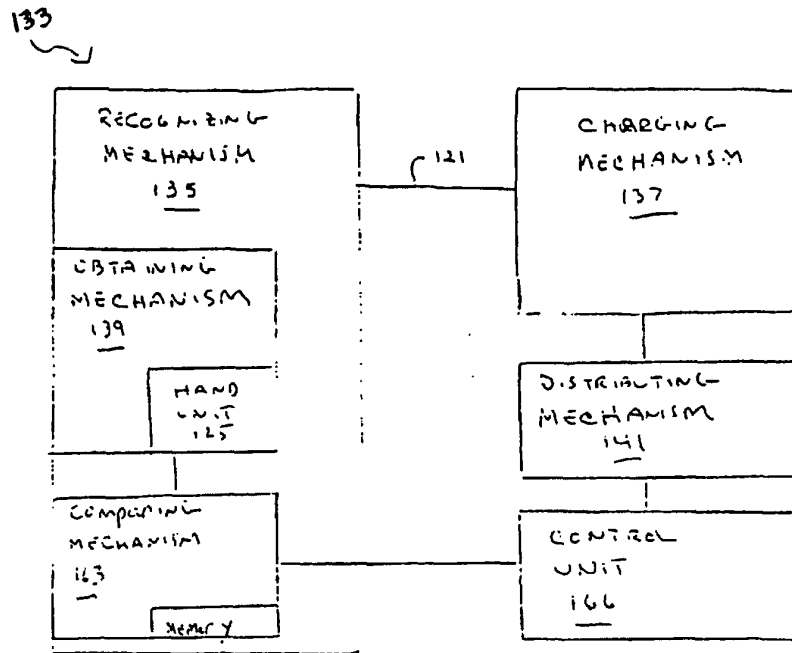 133
RECOGNIZING
MECHANISM
135
121
CHARGING
MECHANISM
137
OBTAINING
MECHANISM
139
HAND
UNIT
125
DISTRIBUTING
MECHANISM
141
COMPARING
MECHANISM
163
MEMORY
CONTROL
UNIT
166